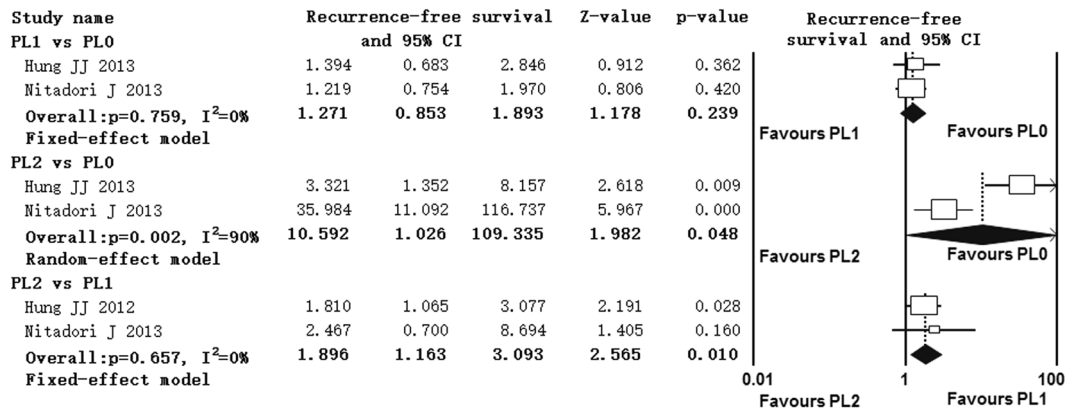 Study name Recurrence-free survival Z-value p-value Recurrence-free
PL1 vs PL0 and 95% CI survival and 95% CI
Hung JJ 2013 1.394 0.683 2.846 0.912 0.362
Nitadori J 2013 1.219 0.754 1.970 0.806 0.420
Overall:p=0.759, I²=0% 1.271 0.853 1.893 1.178 0.239
Favours PL1 Favours PL0
Fixed-effect model
PL2 vs PL0
Hung JJ 2013 3.321 1.352 8.157 2.618 0.009
Nitadori J 2013 35.984 11.092 116.737 5.967 0.000
Overall:p=0.002, I²=90% 10.592 1.026 109.335 1.982 0.048
Random-effect model
Favours PL2 Favours PL0
PL2 vs PL1
Hung JJ 2012 1.810 1.065 3.077 2.191 0.028
Nitadori J 2013 2.467 0.700 8.694 1.405 0.160
Overall:p=0.657, I²=0% 1.896 1.163 3.093 2.565 0.010
Fixed-effect model
0.01 1 100
Favours PL2 Favours PL1